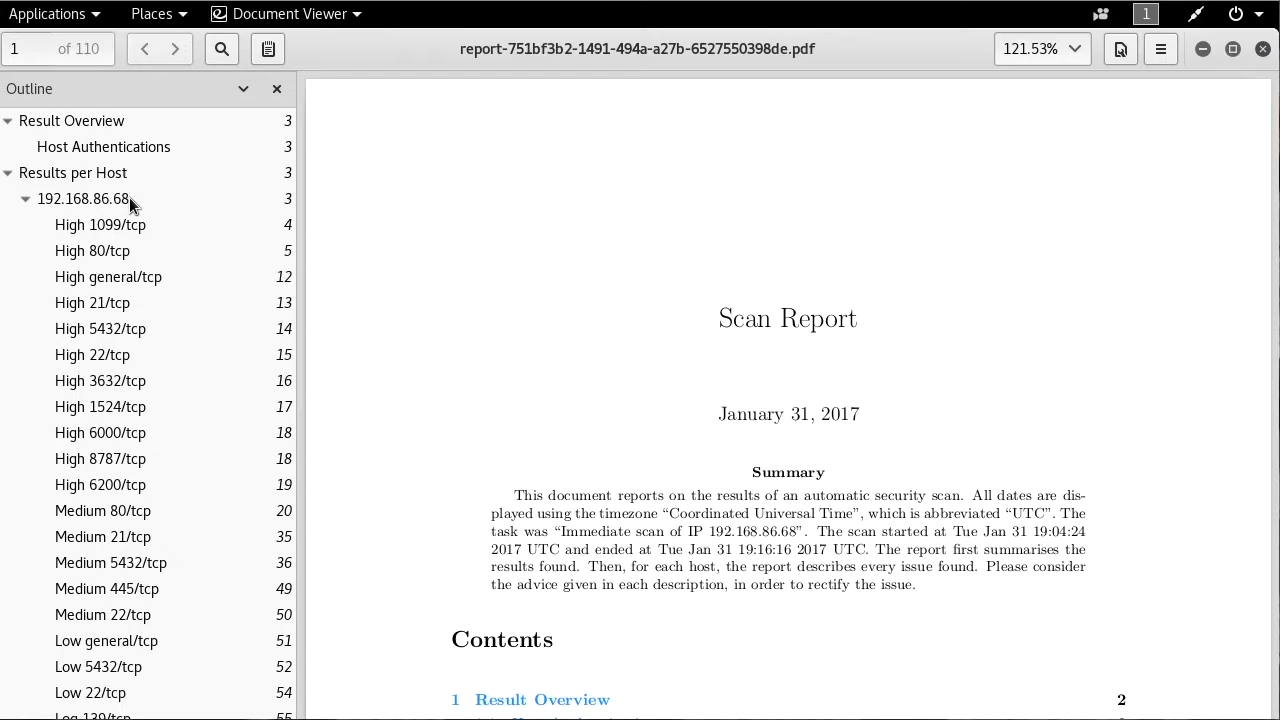 Applications Places Document Viewer 1
1 of 110 report-751bf3b2-1491-494a-a27b-6527550398de.pdf 121.53%
Outline
Result Overview 3
Host Authentications 3
Results per Host 3
192.168.86.68 3
High 1099/tcp 4
High 80/tcp 5
High general/tcp 12
High 21/tcp 13
High 5432/tcp 14
High 22/tcp 15
High 3632/tcp 16
High 1524/tcp 17
High 6000/tcp 18
High 8787/tcp 18
High 6200/tcp 19
Medium 80/tcp 20
Medium 21/tcp 35
Medium 5432/tcp 36
Medium 445/tcp 49
Medium 22/tcp 50
Low general/tcp 51
Low 5432/tcp 52
Low 22/tcp 54
Log 139/tcp 55
Scan Report
January 31, 2017
Summary
This document reports on the results of an automatic security scan. All dates are dis-
played using the timezone “Coordinated Universal Time”, which is abbreviated “UTC”. The
task was “Immediate scan of IP 192.168.86.68”. The scan started at Tue Jan 31 19:04:24
2017 UTC and ended at Tue Jan 31 19:16:16 2017 UTC. The report first summarises the
results found. Then, for each host, the report describes every issue found. Please consider
the advice given in each description, in order to rectify the issue.
Contents
1 Result Overview 2